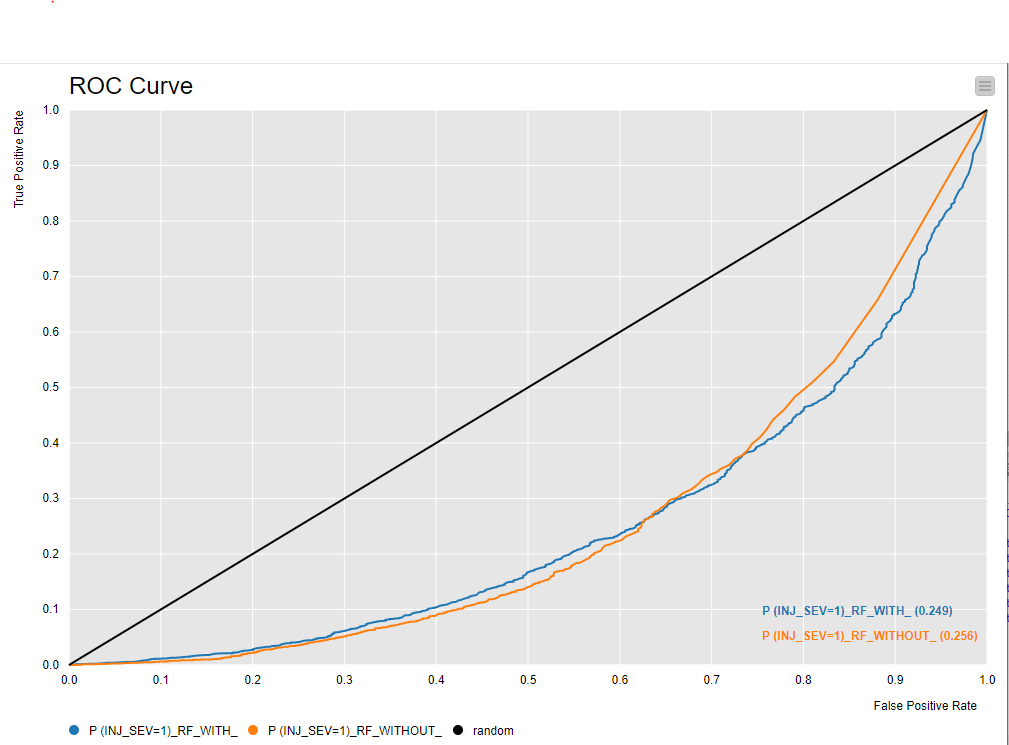 ROC Curve
True Positive Rate
1.0
0.9
0.8
0.7
0.6
0.5
0.4
0.3
0.2
0.1
0.0
P (INJ_SEV=1)_RF_WITH_ (0.249)
P (INJ_SEV=1)_RF_WITHOUT_ (0.256)
0.0 0.1 0.2 0.3 0.4 0.5 0.6 0.7 0.8 0.9 1.0
False Positive Rate
P (INJ_SEV=1)_RF_WITH_ P (INJ_SEV=1)_RF_WITHOUT_ random